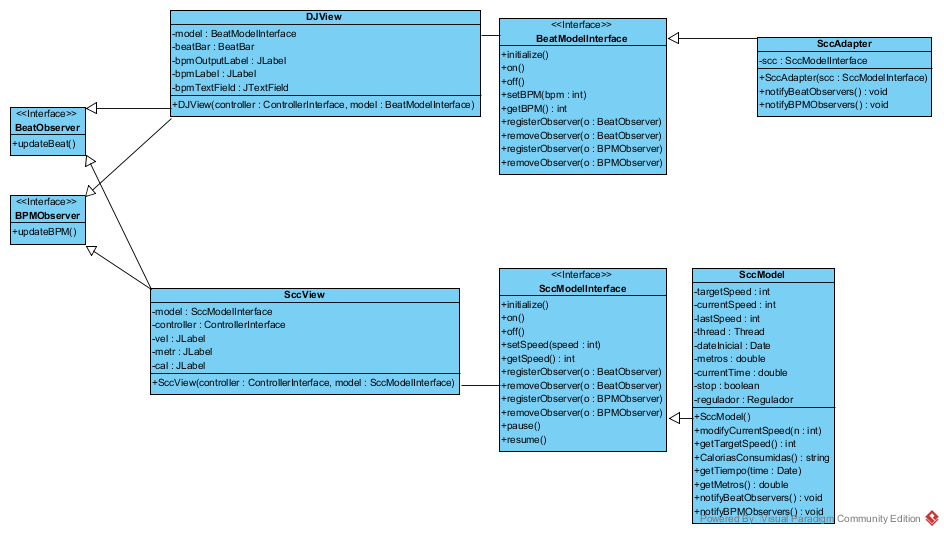 DJView
-model : BeatModelInterface
-beatBar : BeatBar
-bpmOutputLabel : JLabel
-bpmLabel : JLabel
-bpmTextField : JTextField
+DJView(controller : ControllerInterface, model : BeatModelInterface)
<<Interface>>
BeatModelInterface
+initialize()
+on()
+off()
+setBPM(bpm : int)
+getBPM() : int
+registerObserver(o : BeatObserver)
+removeObserver(o : BeatObserver)
+registerObserver(o : BPMObserver)
+removeObserver(o : BPMObserver)
SccAdapter
-scc : SccModelInterface
+SccAdapter(scc : SccModelInterface)
+notifyBeatObservers() : void
+notifyBPMObservers() : void
<<Interface>>
BeatObserver
+updateBeat()
<<Interface>>
BPMObserver
+updateBPM()
SccView
-model : SccModelInterface
-controller : ControllerInterface
-vel : JLabel
-metr : JLabel
-cal : JLabel
+SccView(controller : ControllerInterface, model : SccModelInterface)
<<Interface>>
SccModelInterface
+initialize()
+on()
+off()
+setSpeed(speed : int)
+getSpeed() : int
+registerObserver(o : BeatObserver)
+removeObserver(o : BeatObserver)
+registerObserver(o : BPMObserver)
+removeObserver(o : BPMObserver)
+pause()
+resume()
SccModel
-targetSpeed : int
-currentSpeed : int
-lastSpeed : int
-thread : Thread
-dateInicial : Date
-metros : double
-currentTime : double
-stop : boolean
-regulador : Regulador
+SccModel()
+modifyCurrentSpeed(n : int)
+getTargetSpeed() : int
+CaloriasConsumidas() : string
+getTiempo(time : Date)
+getMetros() : double
+notifyBeatObservers() : void
+notifyBPMObservers() : void
Powered By Visual Paradigm Community Edition